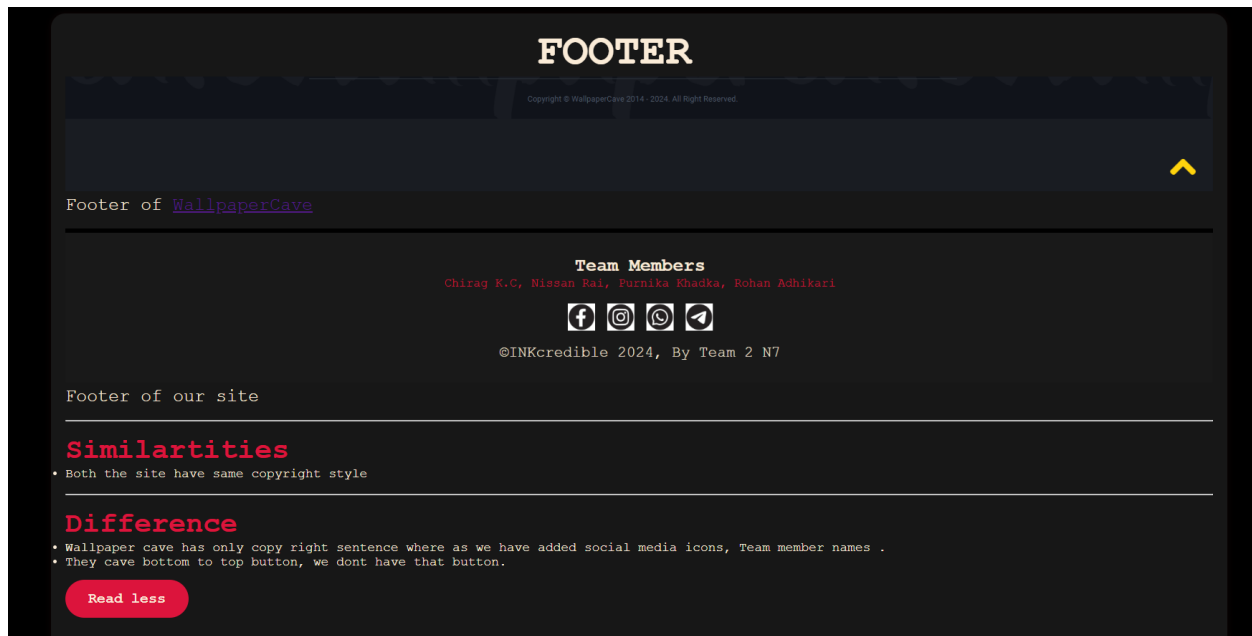 FOOTER
Copyright © WallpaperCave 2014 - 2024. All Right Reserved.
Footer of WallpaperCave
Team Members
Chirag K.C, Nissan Rai, Purnika Khadka, Rohan Adhikari
©INKcredible 2024, By Team 2 N7
Footer of our site
Similartities
• Both the site have same copyright style
Difference
• Wallpaper cave has only copy right sentence where as we have added social media icons, Team member names .
• They cave bottom to top button, we dont have that button.
Read less